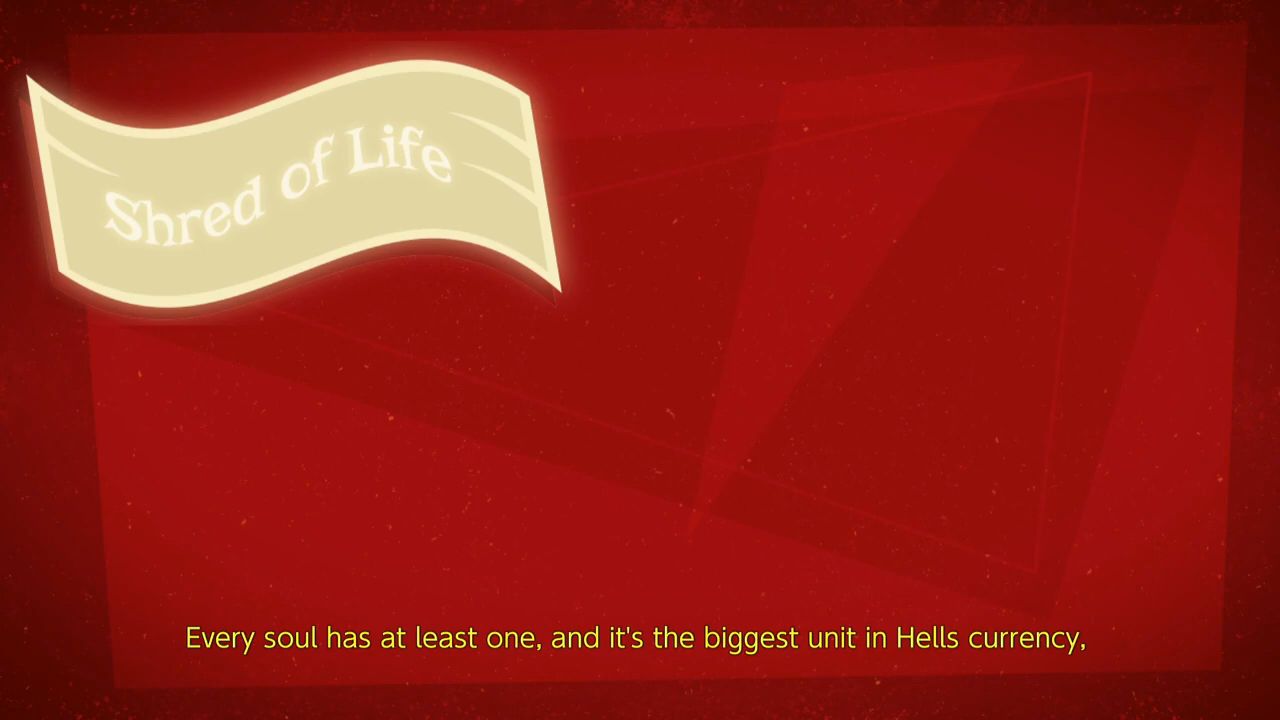 Shred of Life
Every soul has at least one, and it's the biggest unit in Hells currency,